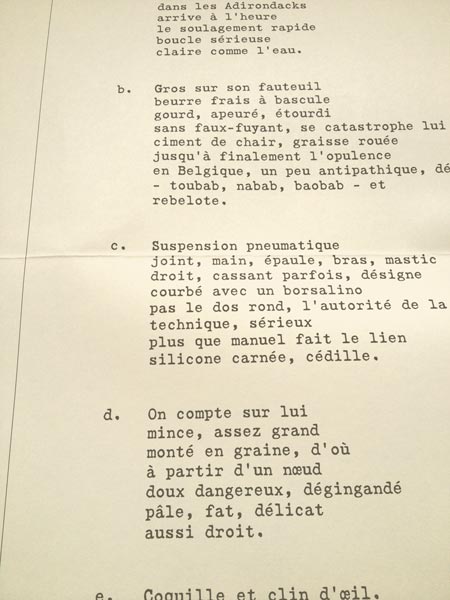 dans les Adirondacks
arrive à l'heure
le soulagement rapide
boucle sérieuse
claire comme l'eau.
b. Gros sur son fauteuil
beurre frais à bascule
gourd, apeuré, étourdi
sans faux-fuyant, se catastrophe lui
ciment de chair, graisse rouée
jusqu'à finalement l'opulence
en Belgique, un peu antipathique, dé
- toubab, nabab, baobab - et
rebelote.
c. Suspension pneumatique
joint, main, épaule, bras, mastic
droit, cassant parfois, désigne
courbé avec un borsalino
pas le dos rond, l'autorité de la
technique, sérieux
plus que manuel fait le lien
silicone carnée, cédille.
d. On compte sur lui
mince, assez grand
monté en graine, d'où
à partir d'un nœud
doux dangereux, dégingandé
pâle, fat, délicat
aussi droit.
e. Coquille et clin d'œil.